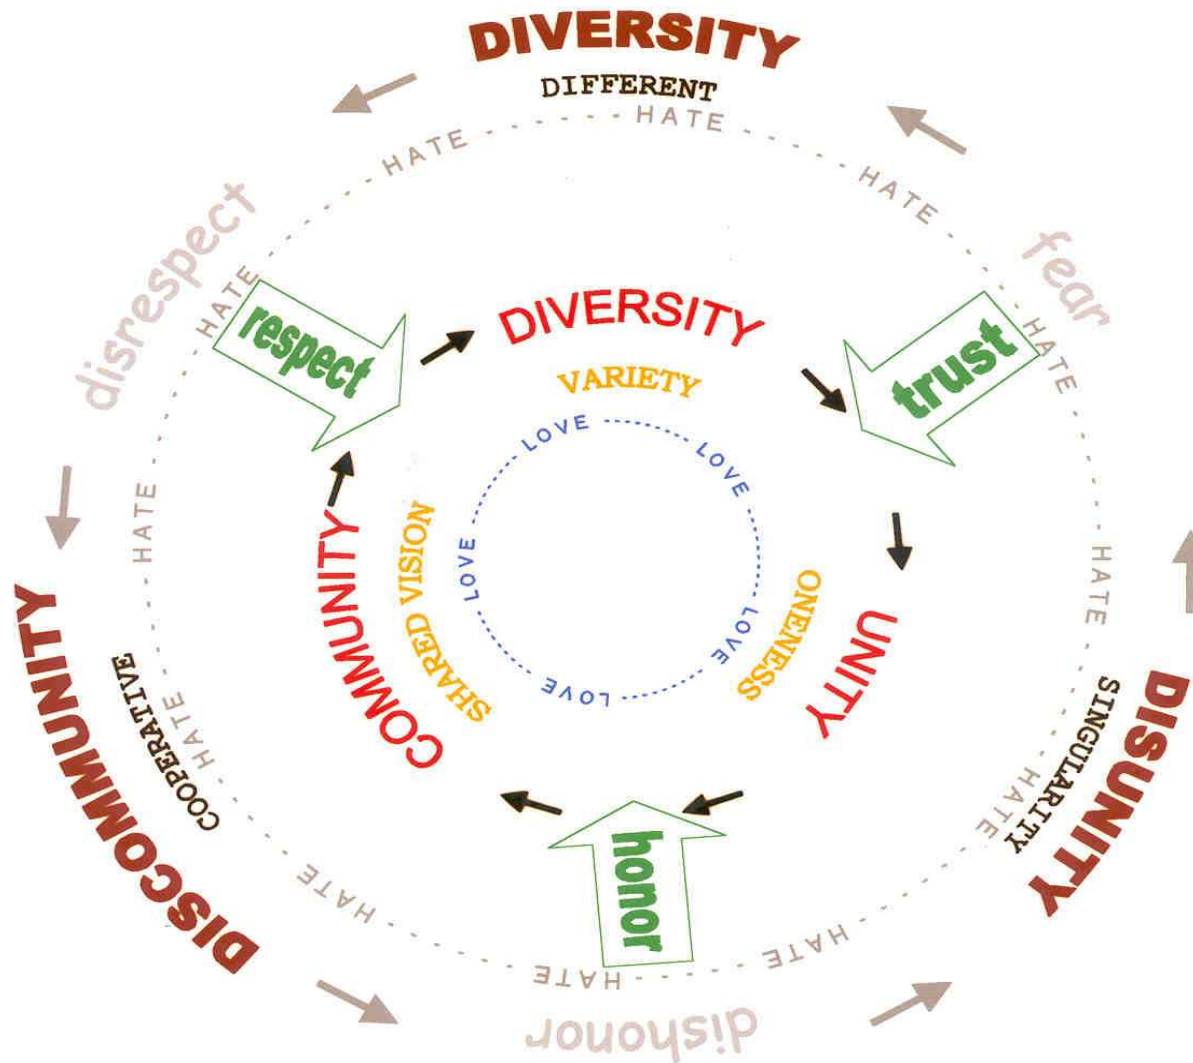 DIVERSITY
DIFFERENT
HATE
HATE
HATE
fear
HATE
HATE
DISUNITY
SINGULARITY
HATE
HATE
dishonor
HATE
HATE
DISCOMMUNITY
COOPERATIVE
HATE
HATE
disrespect
HATE
respect
trust
honor
DIVERSITY
VARIETY
UNITY
ONENESS
COMMUNITY
SHARED VISION
LOVE
LOVE
LOVE
LOVE
LOVE